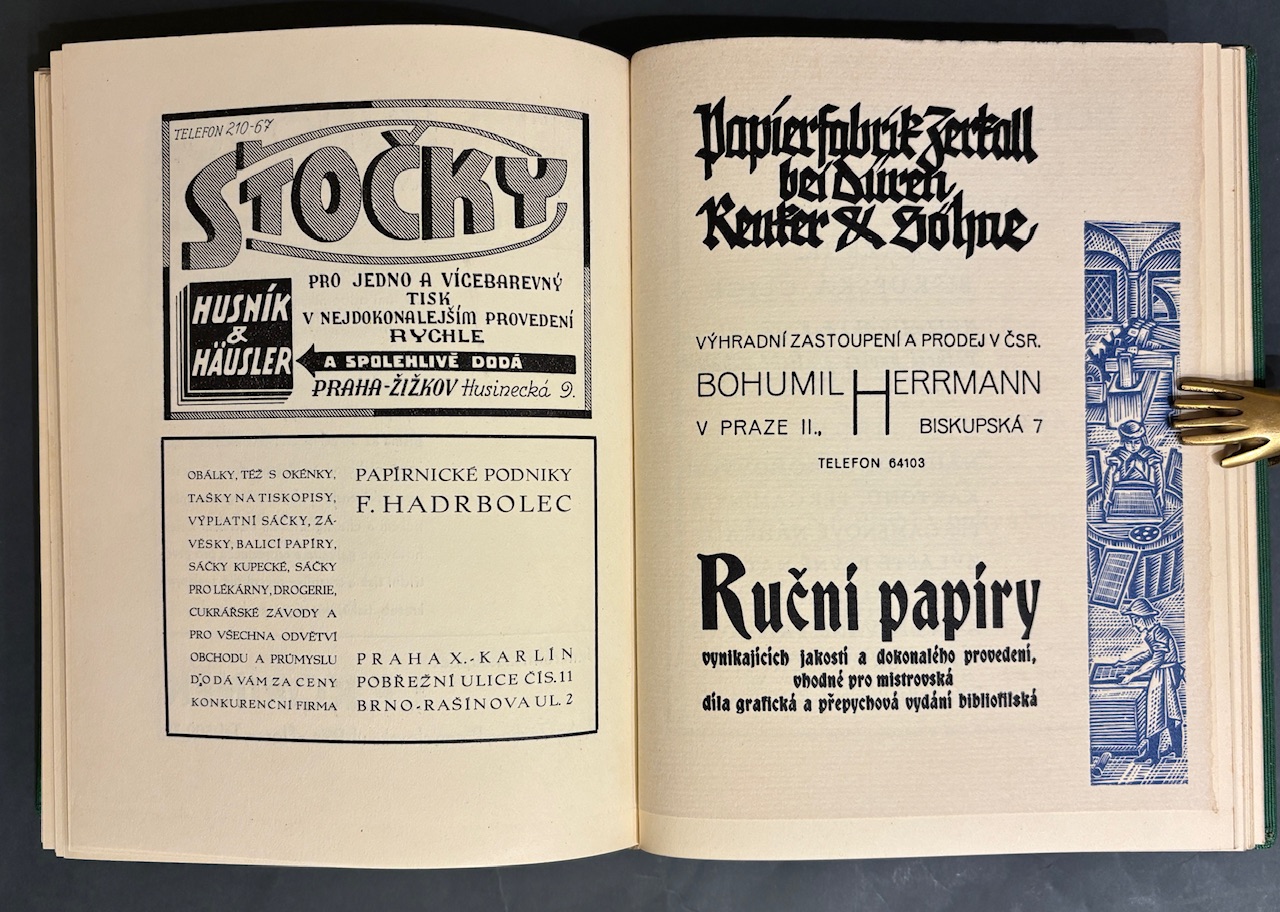 TELEFON 210-67
ŠTOČKY
HUSNÍK
&
HÄUSLER
PRO JEDNO A VÍCEBAREVNÝ
TISK
V NEJDOKONALEJŠÍM PROVEDENÍ
RYCHLE
A SPOLEHLIVĚ DODÁ
PRAHA-ŽIŽKOV Husinecká 9.
OBÁLKY, TÉŽ S OKÉNKY,
TAŠKY NA TISKOPISY,
VÝPLATNÍ SÁČKY, ZÁ-
VĚSKY, BALICÍ PAPÍRY,
SÁČKY KUPECKÉ, SÁČKY
PRO LÉKÁRNY, DROGERIE,
CUKRÁŘSKÉ ZÁVODY A
PRO VŠECHNA ODVĚTVÍ
OBCHODU A PRŮMYSLU
DODÁ VÁM ZA CENY
KONKURENČNÍ FIRMA
PAPÍRNICKÉ PODNIKY
F. HADRBOLEC
PRAHA X.-KARLÍN
POBŘEŽNÍ ULICE ČÍS. 11
BRNO-RAŠÍNOVA UL. 2
Papierfabrik Zerkall
bei Düren
Renker & Söhne
VÝHRADNÍ ZASTOUPENÍ A PRODEJ V ČSR.
BOHUMIL HERRMANN
V PRAZE II., BISKUPSKÁ 7
TELEFON 64103
Ruční papíry
vynikajících jakostí a dokonalého provedení,
vhodné pro mistrovská
díla grafická a přepychová vydání bibliofilská